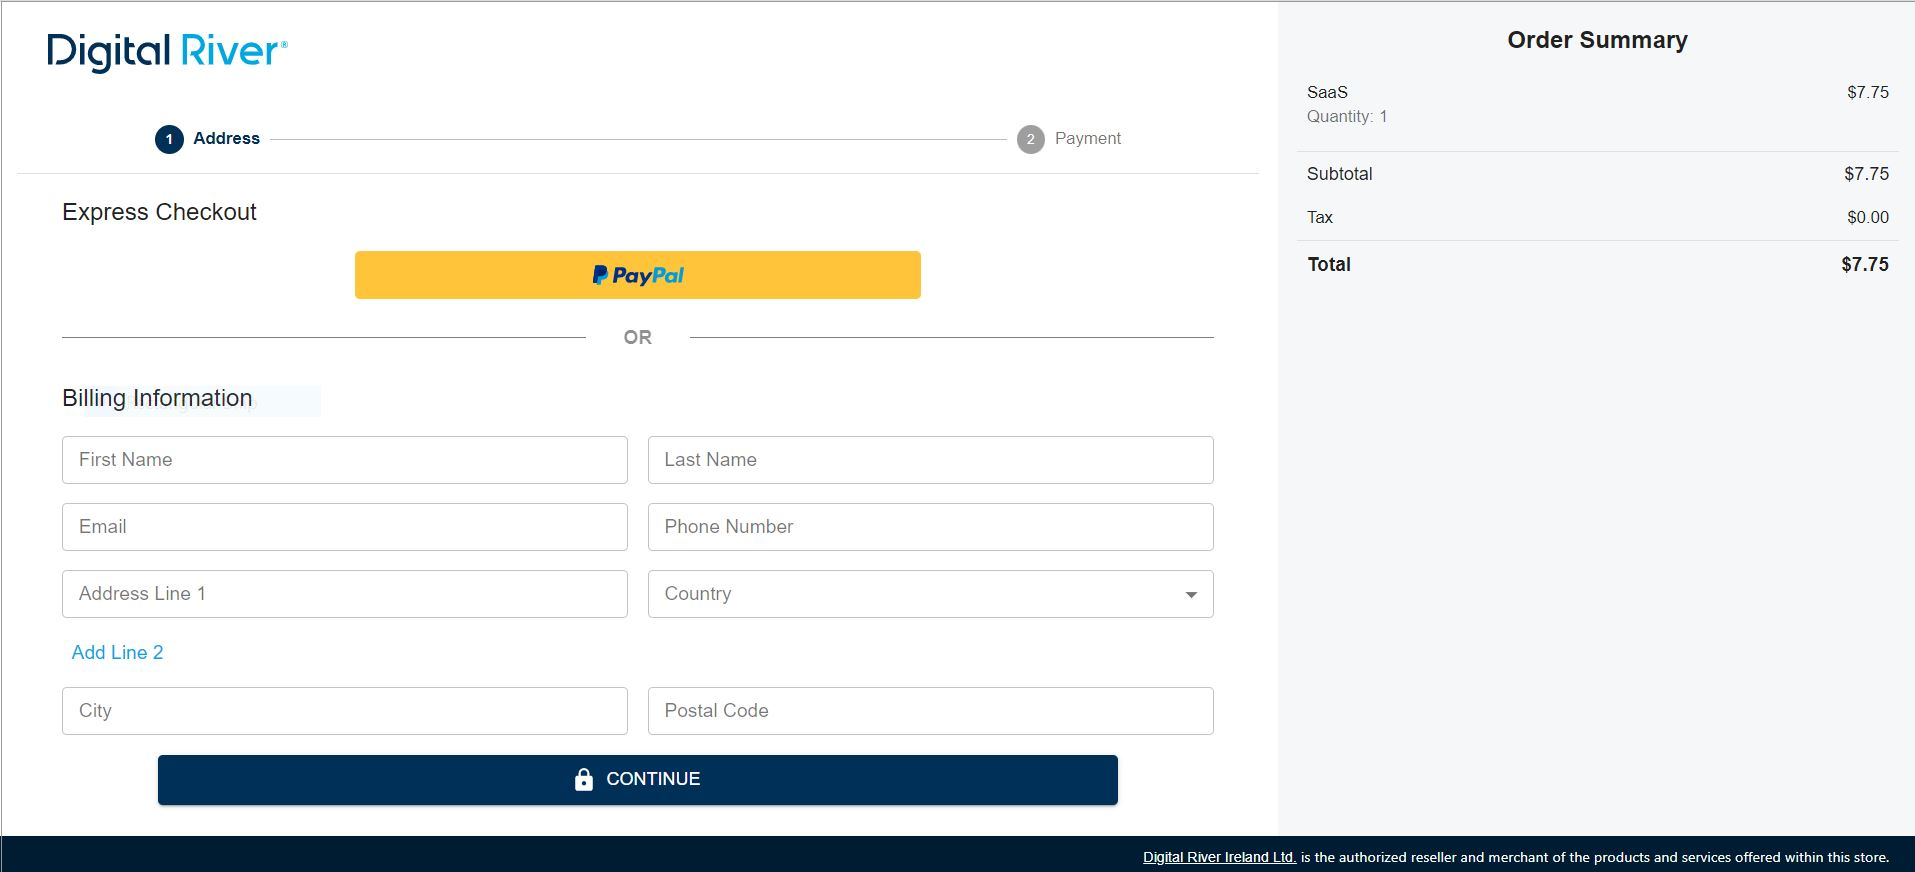 Digital River®
1 Address
2 Payment
Express Checkout
PayPal
OR
Billing Information
First Name
Last Name
Email
Phone Number
Address Line 1
Country
Add Line 2
City
Postal Code
CONTINUE
Order Summary
SaaS $7.75
Quantity: 1
Subtotal $7.75
Tax $0.00
Total $7.75
Digital River Ireland Ltd. is the authorized reseller and merchant of the products and services offered within this store.